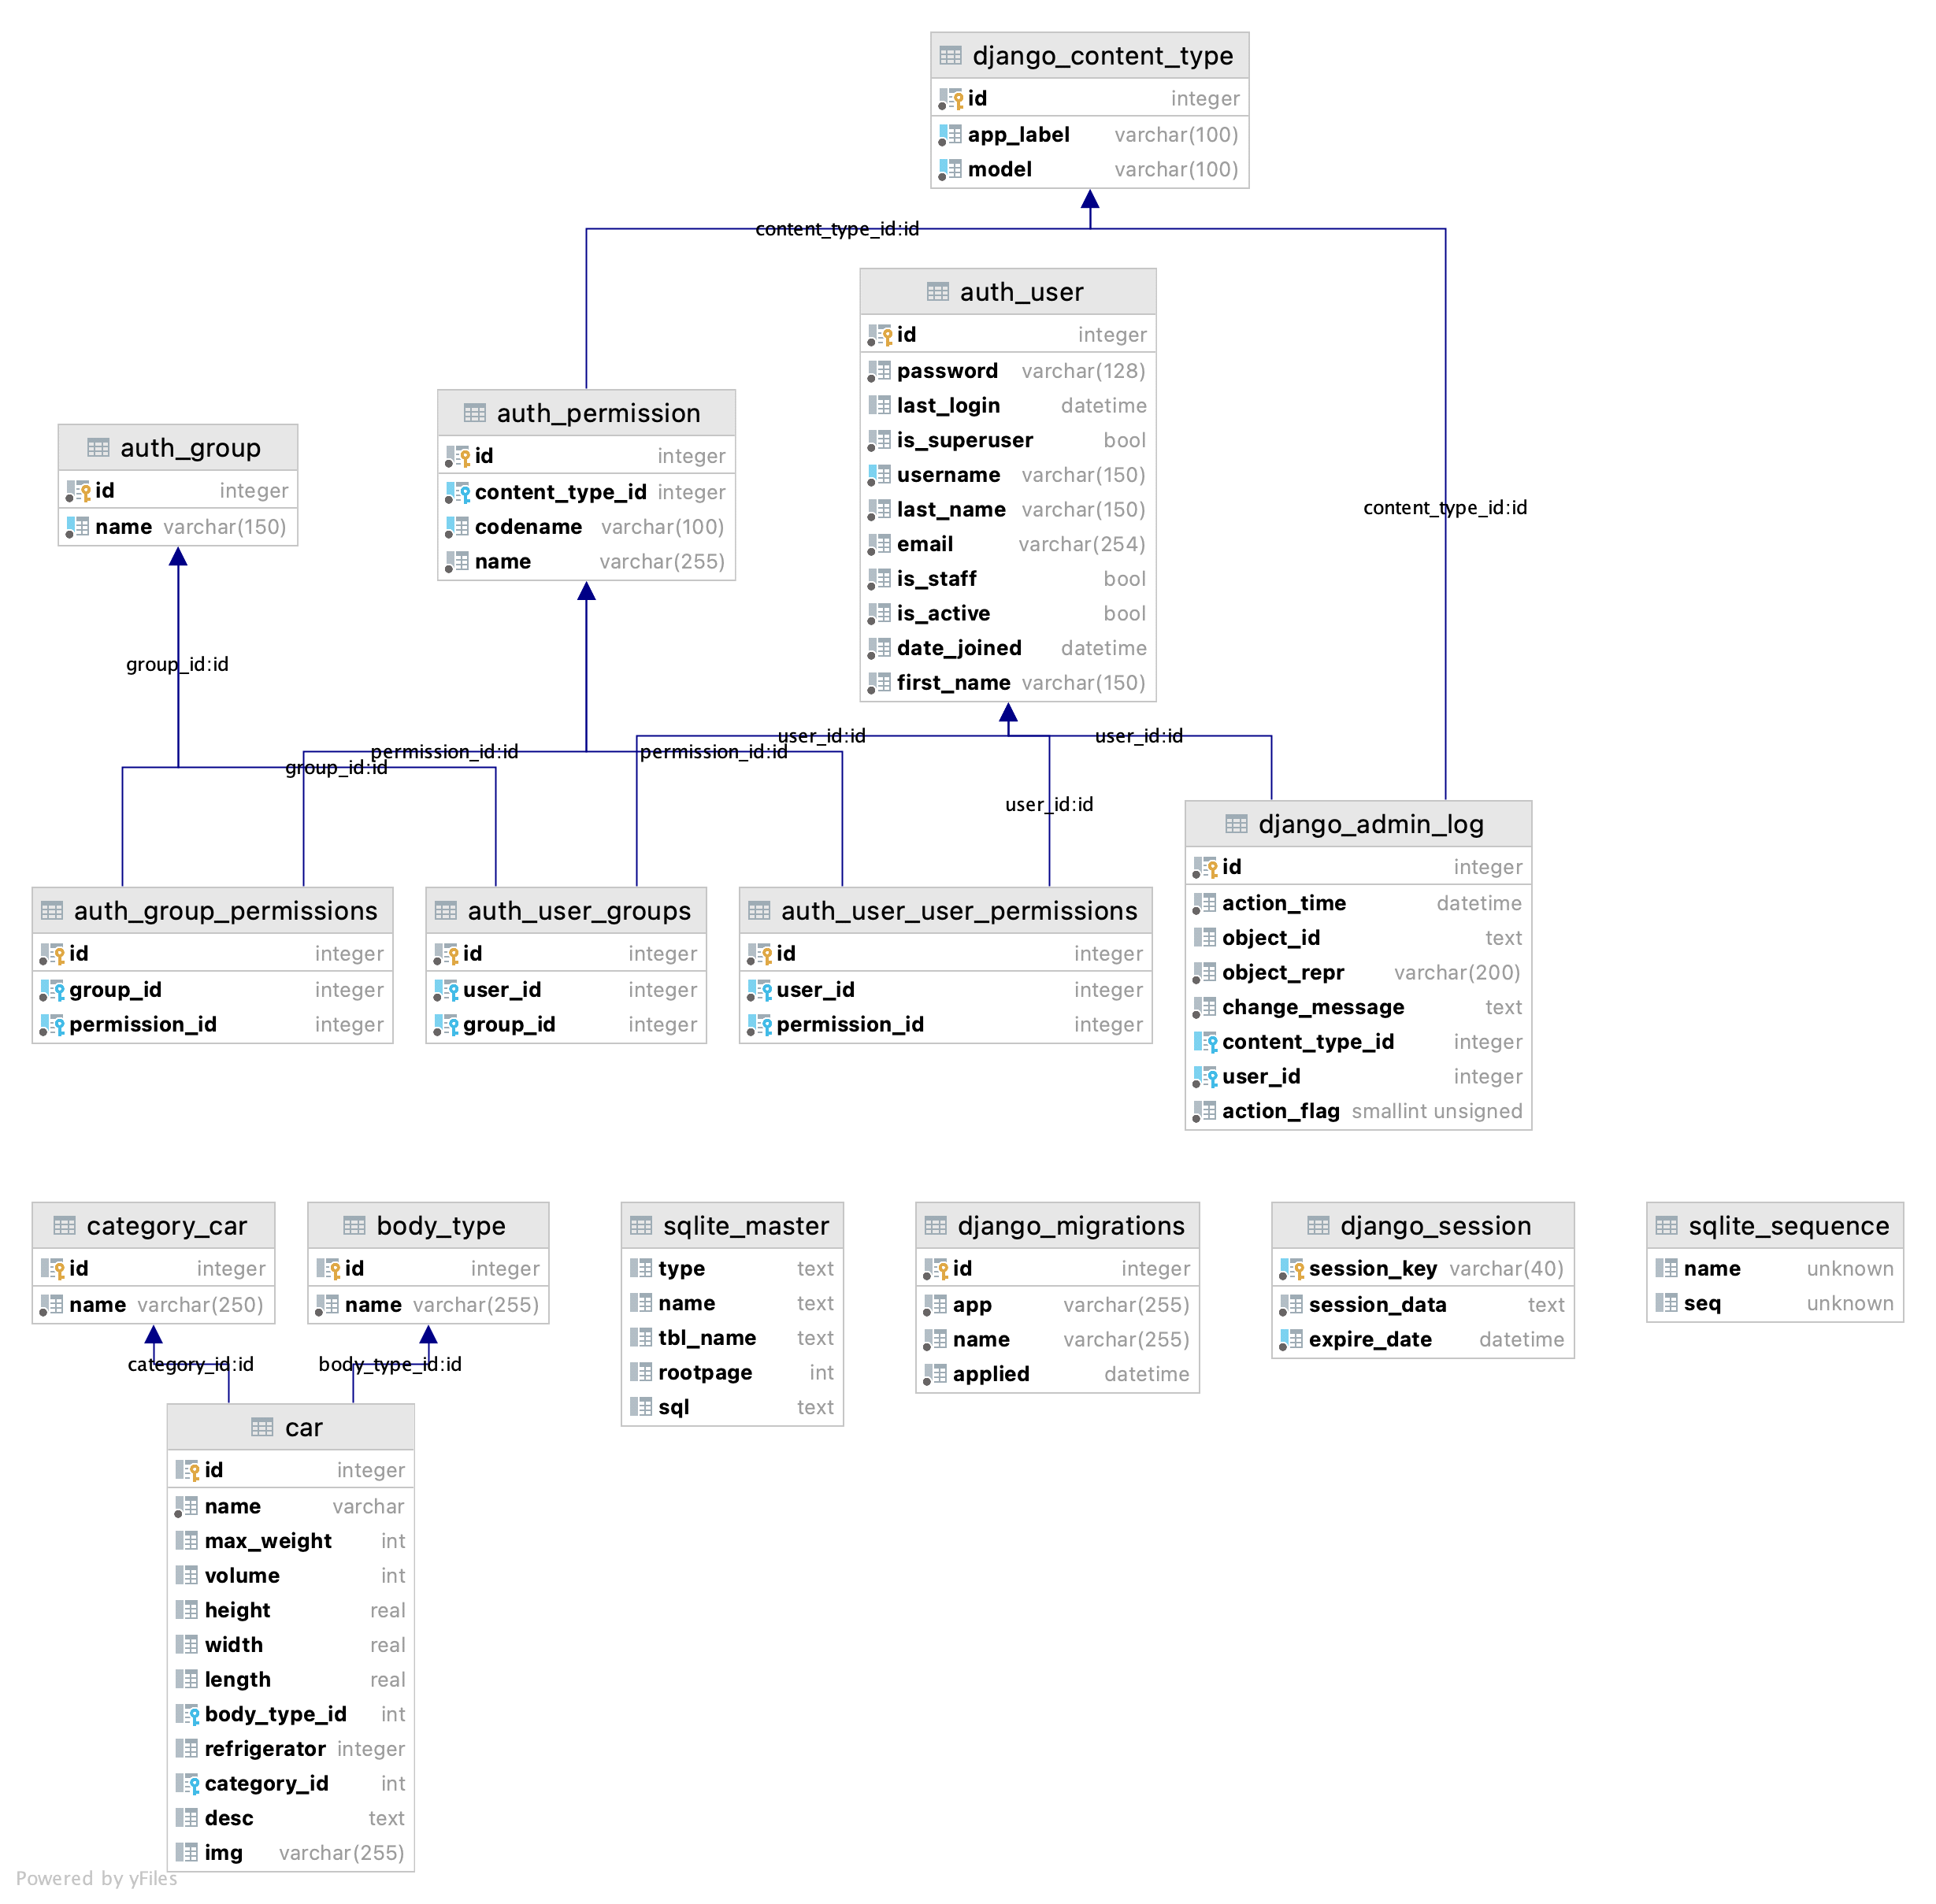 django_content_type
id integer
app_label varchar(100)
model varchar(100)
content_type_id:id
auth_user
id integer
password varchar(128)
last_login datetime
is_superuser bool
username varchar(150)
last_name varchar(150)
email varchar(254)
is_staff bool
is_active bool
date_joined datetime
first_name varchar(150)
auth_permission
id integer
content_type_id integer
codename varchar(100)
name varchar(255)
auth_group
id integer
name varchar(150)
content_type_id:id
group_id:id
user_id:id
user_id:id
permission_id:id
permission_id:id
group_id:id
user_id:id
django_admin_log
id integer
action_time datetime
object_id text
object_repr varchar(200)
change_message text
content_type_id integer
user_id integer
action_flag smallint unsigned
auth_group_permissions
id integer
group_id integer
permission_id integer
auth_user_groups
id integer
user_id integer
group_id integer
auth_user_user_permissions
id integer
user_id integer
permission_id integer
category_car
id integer
name varchar(250)
body_type
id integer
name varchar(255)
sqlite_master
type text
name text
tbl_name text
rootpage int
sql text
django_migrations
id integer
app varchar(255)
name varchar(255)
applied datetime
django_session
session_key varchar(40)
session_data text
expire_date datetime
sqlite_sequence
name unknown
seq unknown
category_id:id
body_type_id:id
car
id integer
name varchar
max_weight int
volume int
height real
width real
length real
body_type_id int
refrigerator integer
category_id int
desc text
img varchar(255)
Powered by yFiles